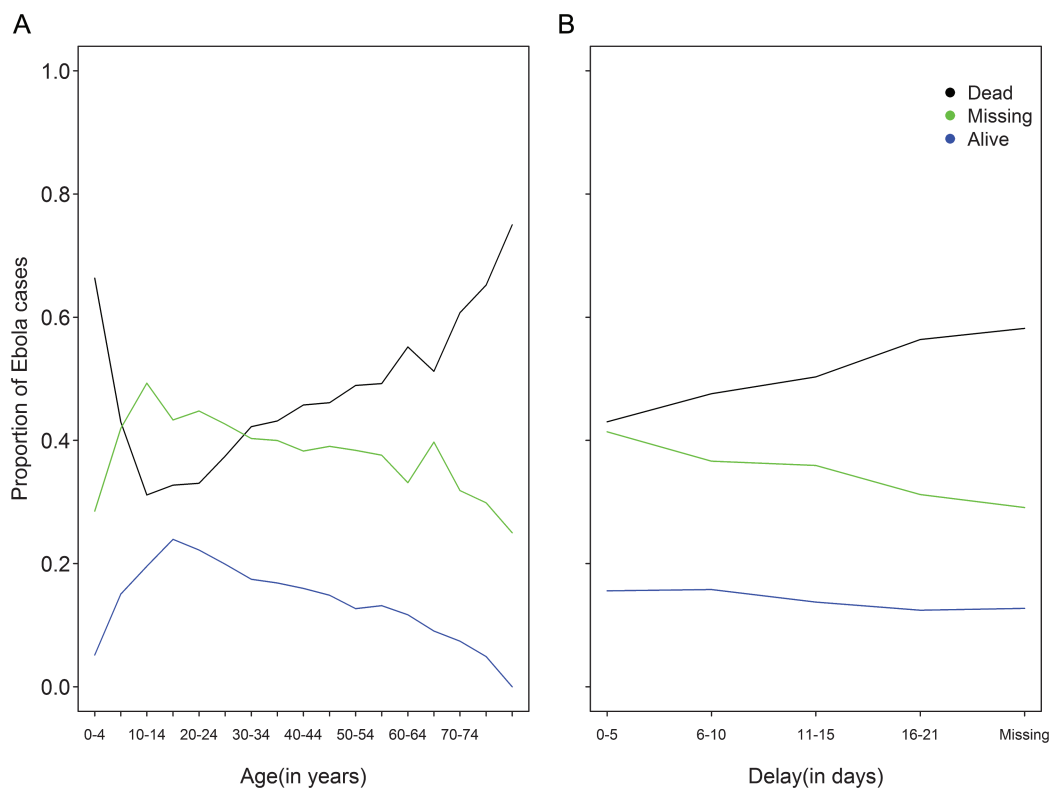 A
B
1.0
0.8
0.6
0.4
0.2
0.0
Proportion of Ebola cases
Dead
Missing
Alive
0-4 10-14 20-24 30-34 40-44 50-54 60-64 70-74
Age(in years)
0-5 6-10 11-15 16-21 Missing
Delay(in days)